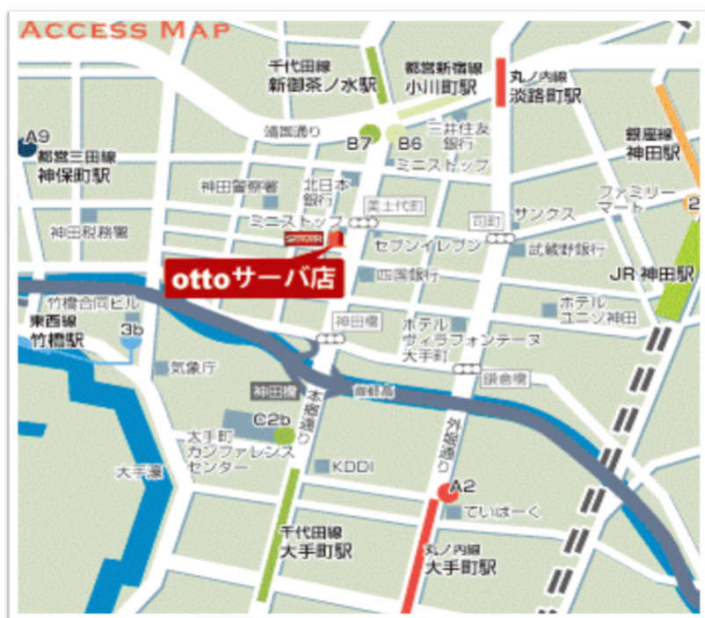 ACCESS MAP
千代田線
新御茶ノ水駅
都営新宿線
小川町駅
丸ノ内線
淡路町駅
A9
都営三田線
神保町駅
靖国通り
B7
B6
三井住友
銀行
銀座線
神田駅
ミニストップ
神田警察署
北日本
銀行
美土代町
ファミリー
マート
2
神田税務署
ミニストップ
司町
サンクス
セブンイレブン
武蔵野銀行
ottoサーバ店
四国銀行
JR 神田駅
竹橋合同ビル
東西線
竹橋駅
3b
神田橋
ホテル
ヴィラフォンテーヌ
大手町
ホテル
ユニゾ神田
気象庁
神田橋
鎌倉橋
本郷通り
首都高
外堀通り
C2b
大手町
カンファレンス
センター
大手濠
KDDI
A2
ていぱーく
千代田線
大手町駅
丸ノ内線
大手町駅